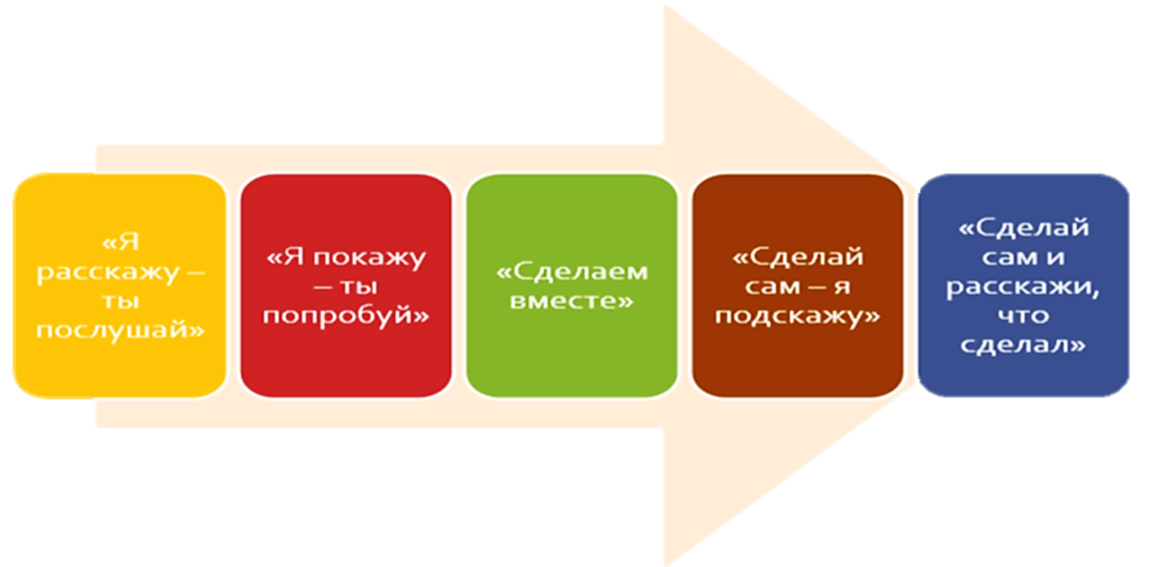 «Я
расскажу –
ты
послушай»
«Я покажу
– ты
попробуй»
«Сделаем
вместе»
«Сделай
сам – я
подскажу»
«Сделай
сам и
расскажи,
что
сделал»